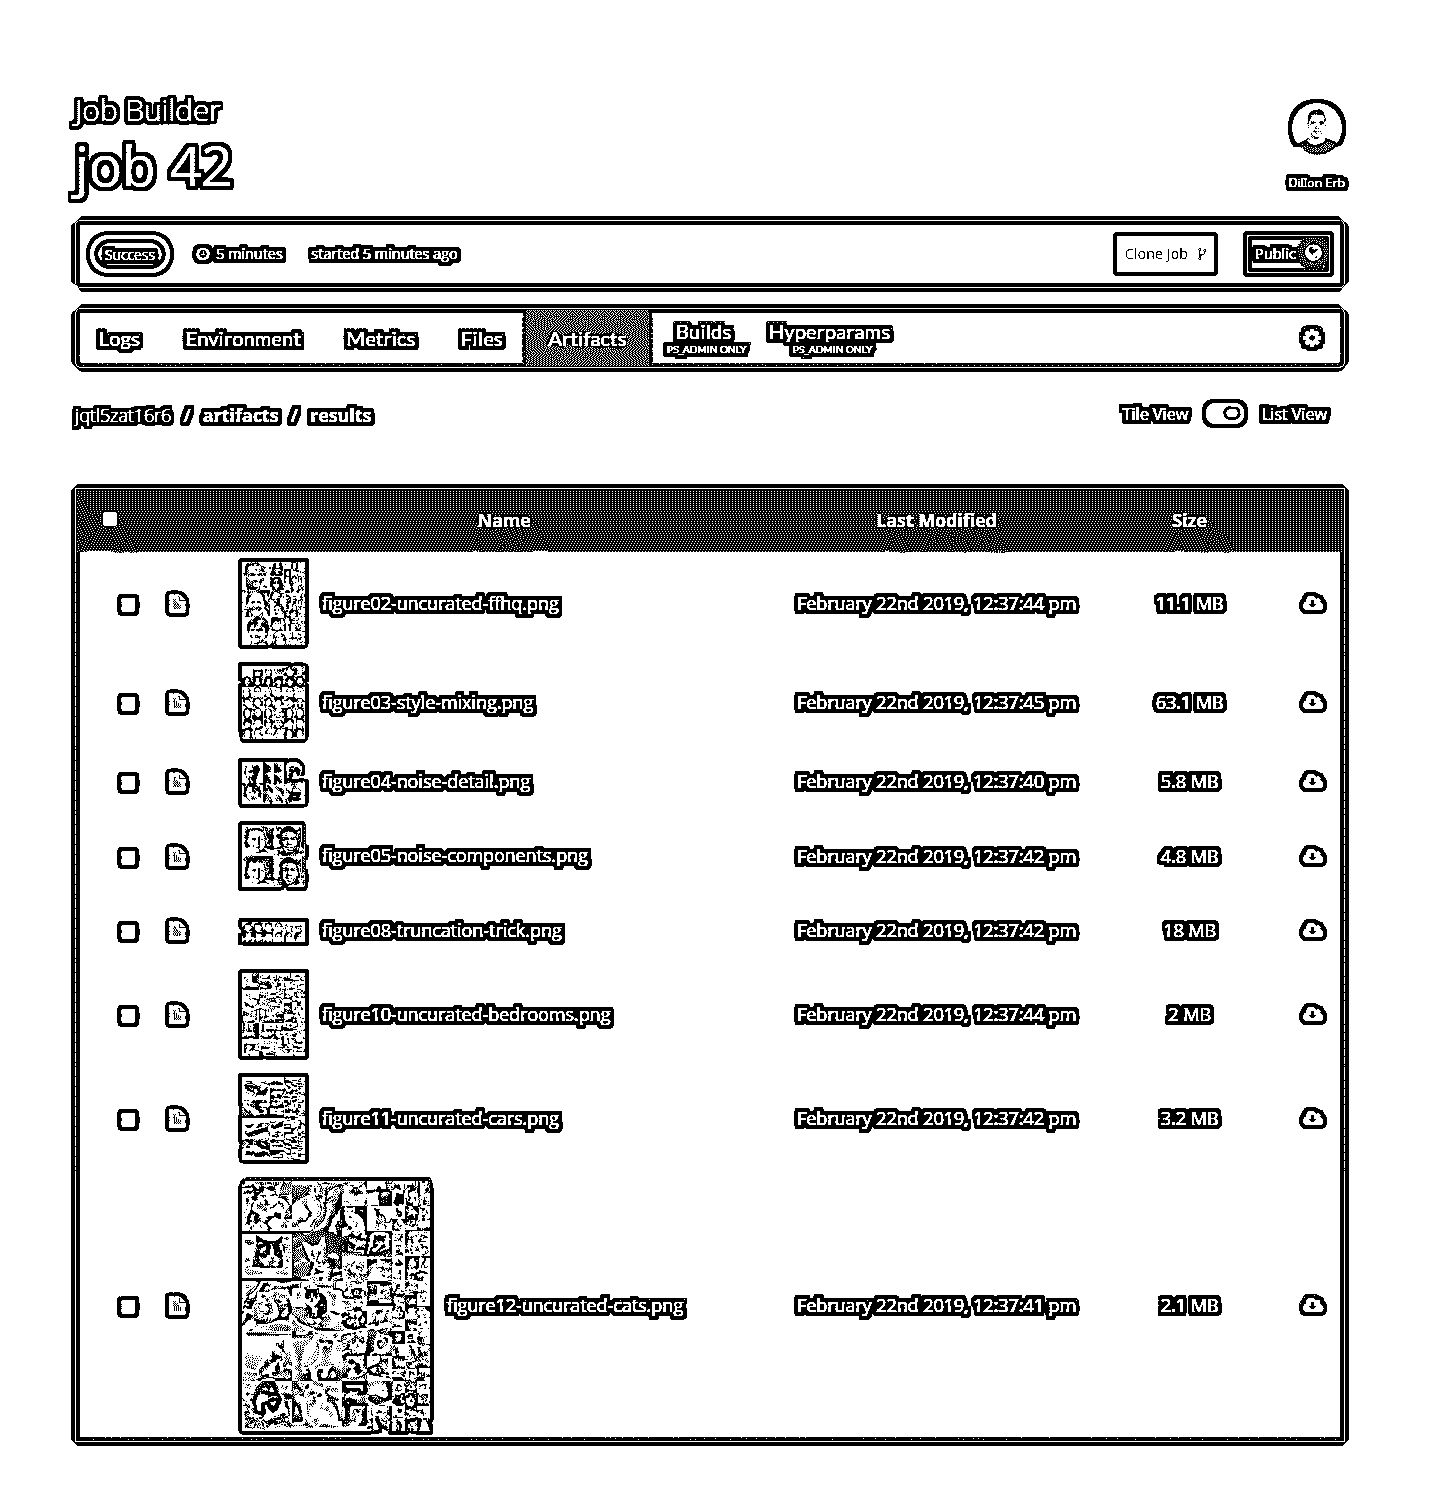 Job Builder
job 42
Dillon Erb
Success 5 minutes started 5 minutes ago Clone Job Public
Logs Environment Metrics Files Artifacts Builds PS_ADMIN ONLY Hyperparams PS_ADMIN ONLY
jqtl5zat16r6 / artifacts / results Tile View List View
Name Last Modified Size
figure02-uncurated-ffhq.png February 22nd 2019, 12:37:44 pm 11.1 MB
figure03-style-mixing.png February 22nd 2019, 12:37:45 pm 63.1 MB
figure04-noise-detail.png February 22nd 2019, 12:37:40 pm 5.8 MB
figure05-noise-components.png February 22nd 2019, 12:37:42 pm 4.8 MB
figure08-truncation-trick.png February 22nd 2019, 12:37:42 pm 18 MB
figure10-uncurated-bedrooms.png February 22nd 2019, 12:37:44 pm 2 MB
figure11-uncurated-cars.png February 22nd 2019, 12:37:42 pm 3.2 MB
figure12-uncurated-cats.png February 22nd 2019, 12:37:41 pm 2.1 MB